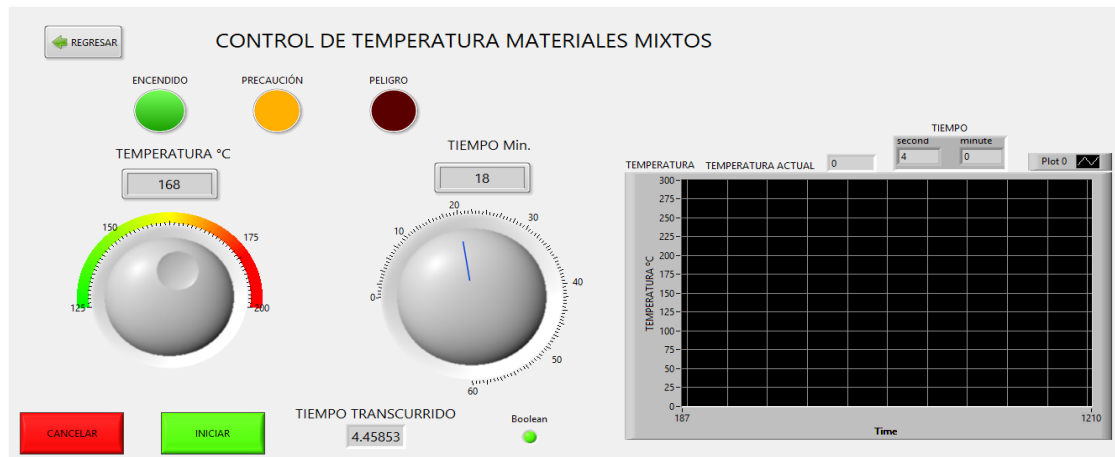 REGRESAR
CONTROL DE TEMPERATURA MATERIALES MIXTOS
ENCENDIDO
PRECAUCIÓN
PELIGRO
TEMPERATURA °C
168
125
150
175
200
TIEMPO Min.
18
0
10
20
30
40
50
60
TIEMPO
second
minute
4
0
TEMPERATURA
TEMPERATURA ACTUAL
0
Plot 0
TEMPERATURA °C
300
275
250
225
200
175
150
125
100
75
50
25
0
187
1210
Time
CANCELAR
INICIAR
TIEMPO TRANSCURRIDO
4.45853
Boolean